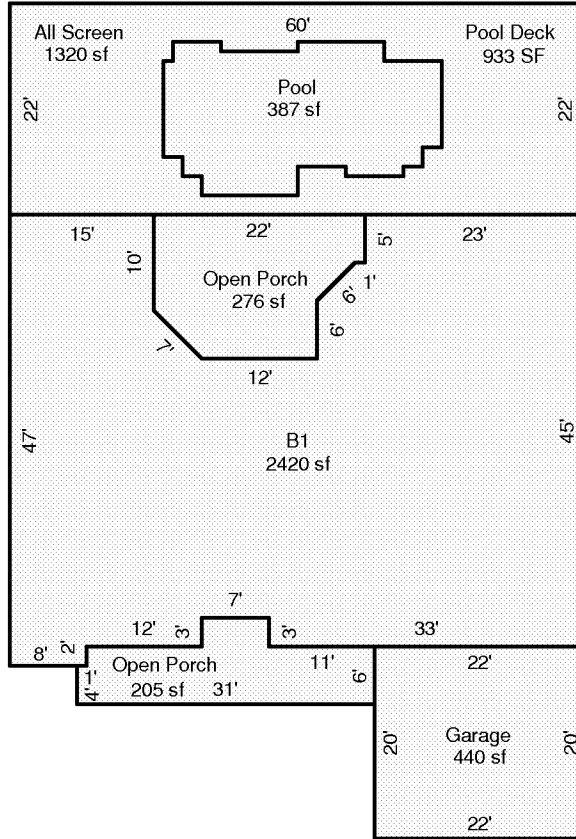 60'
All Screen
1320 sf
Pool Deck
933 SF
Pool
387 sf
22'
22'
15'
22'
23'
5'
10'
Open Porch
276 sf
1'
6'
6'
7'
12'
47'
45'
B1
2420 sf
7'
12'
3'
3'
33'
8'
2'
Open Porch
205 sf
11'
6'
22'
1'
4'
31'
Garage
440 sf
20'
20'
22'